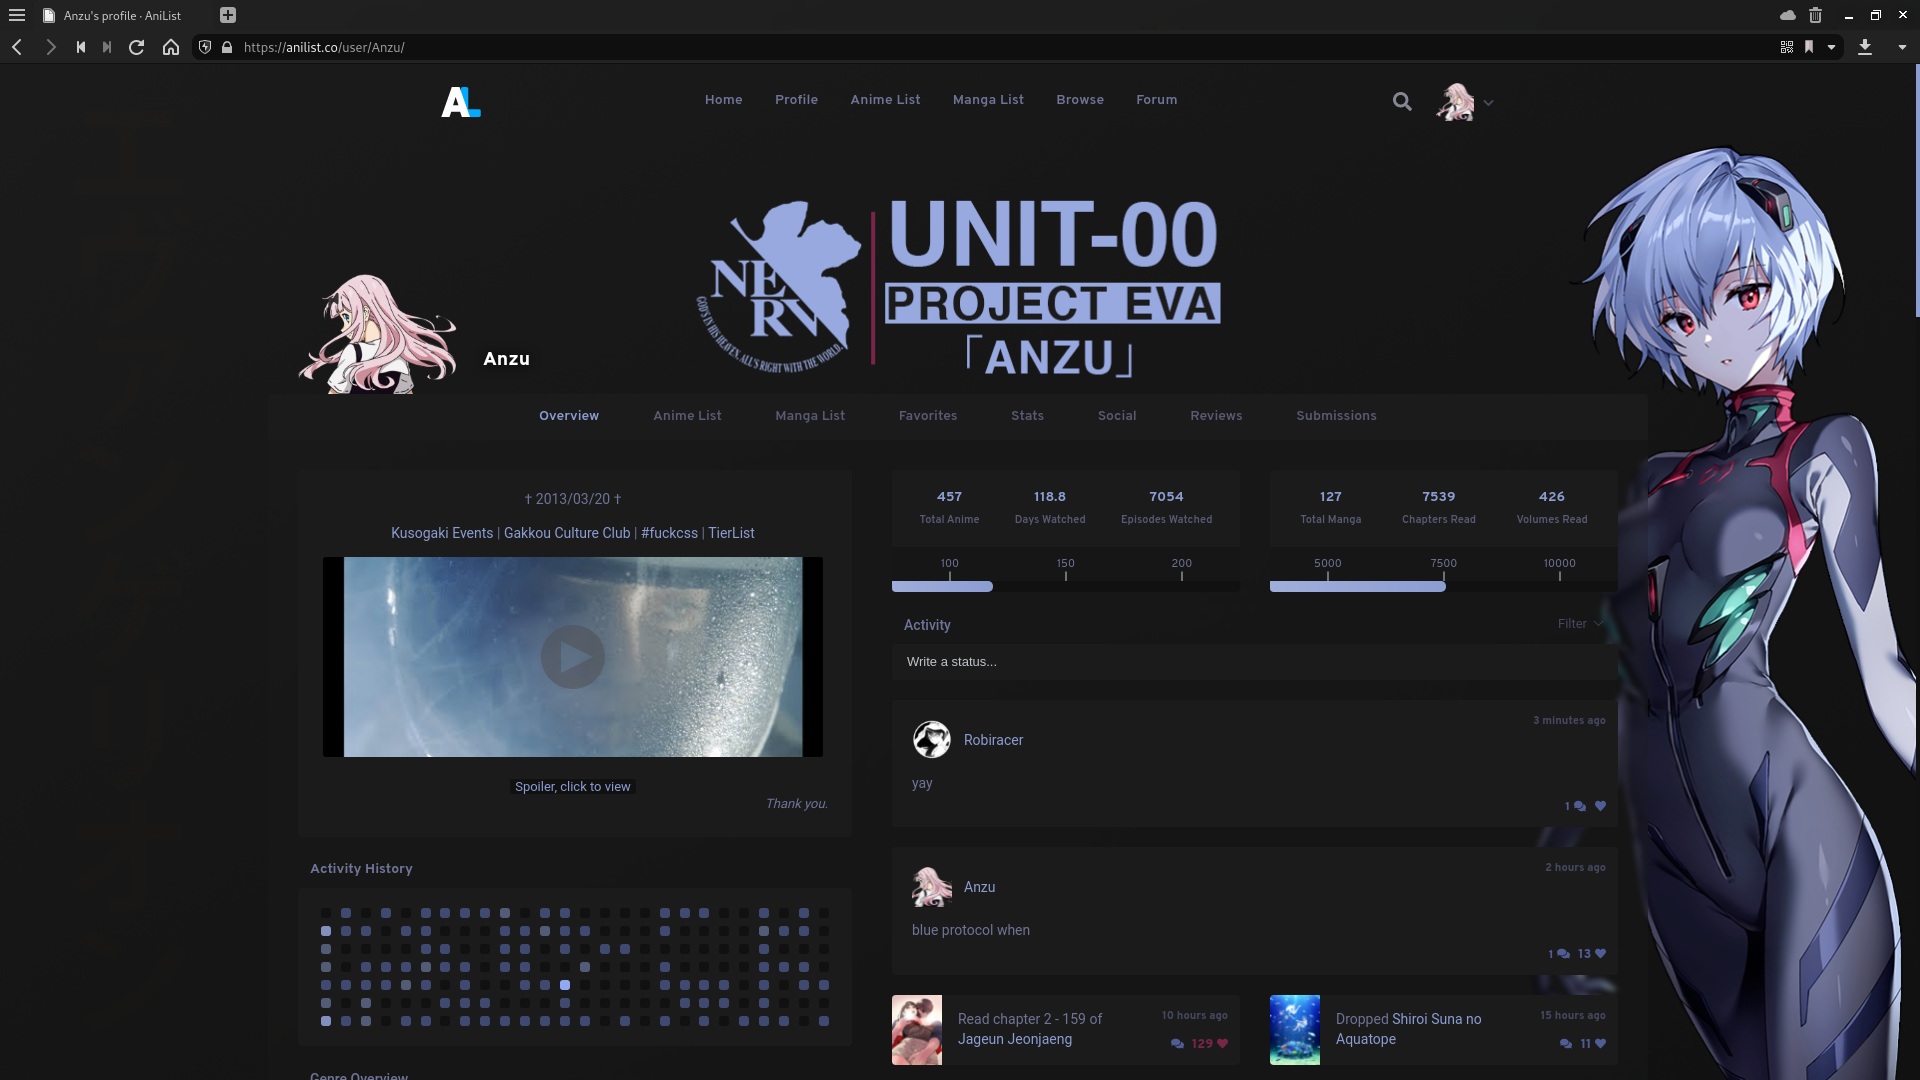 Anzu's profile · AniList
https://anilist.co/user/Anzu/
AL
Home
Profile
Anime List
Manga List
Browse
Forum
NERV
GOD'S IN HIS HEAVEN, ALL'S RIGHT WITH THE WORLD.
UNIT-00
PROJECT EVA
「ANZU」
Anzu
Overview
Anime List
Manga List
Favorites
Stats
Social
Reviews
Submissions
✝ 2013/03/20 ✝
Kusogaki Events | Gakkou Culture Club | #fuckcss | TierList
Spoiler, click to view
Thank you.
Activity History
Genre Overview
457
Total Anime
118.8
Days Watched
7054
Episodes Watched
100
150
200
127
Total Manga
7539
Chapters Read
426
Volumes Read
5000
7500
10000
Activity
Filter
Write a status...
Robiracer
3 minutes ago
yay
1
Anzu
2 hours ago
blue protocol when
1
13
Read chapter 2 - 159 of
Jageun Jeonjaeng
10 hours ago
129
Dropped Shiroi Suna no
Aquatope
15 hours ago
11